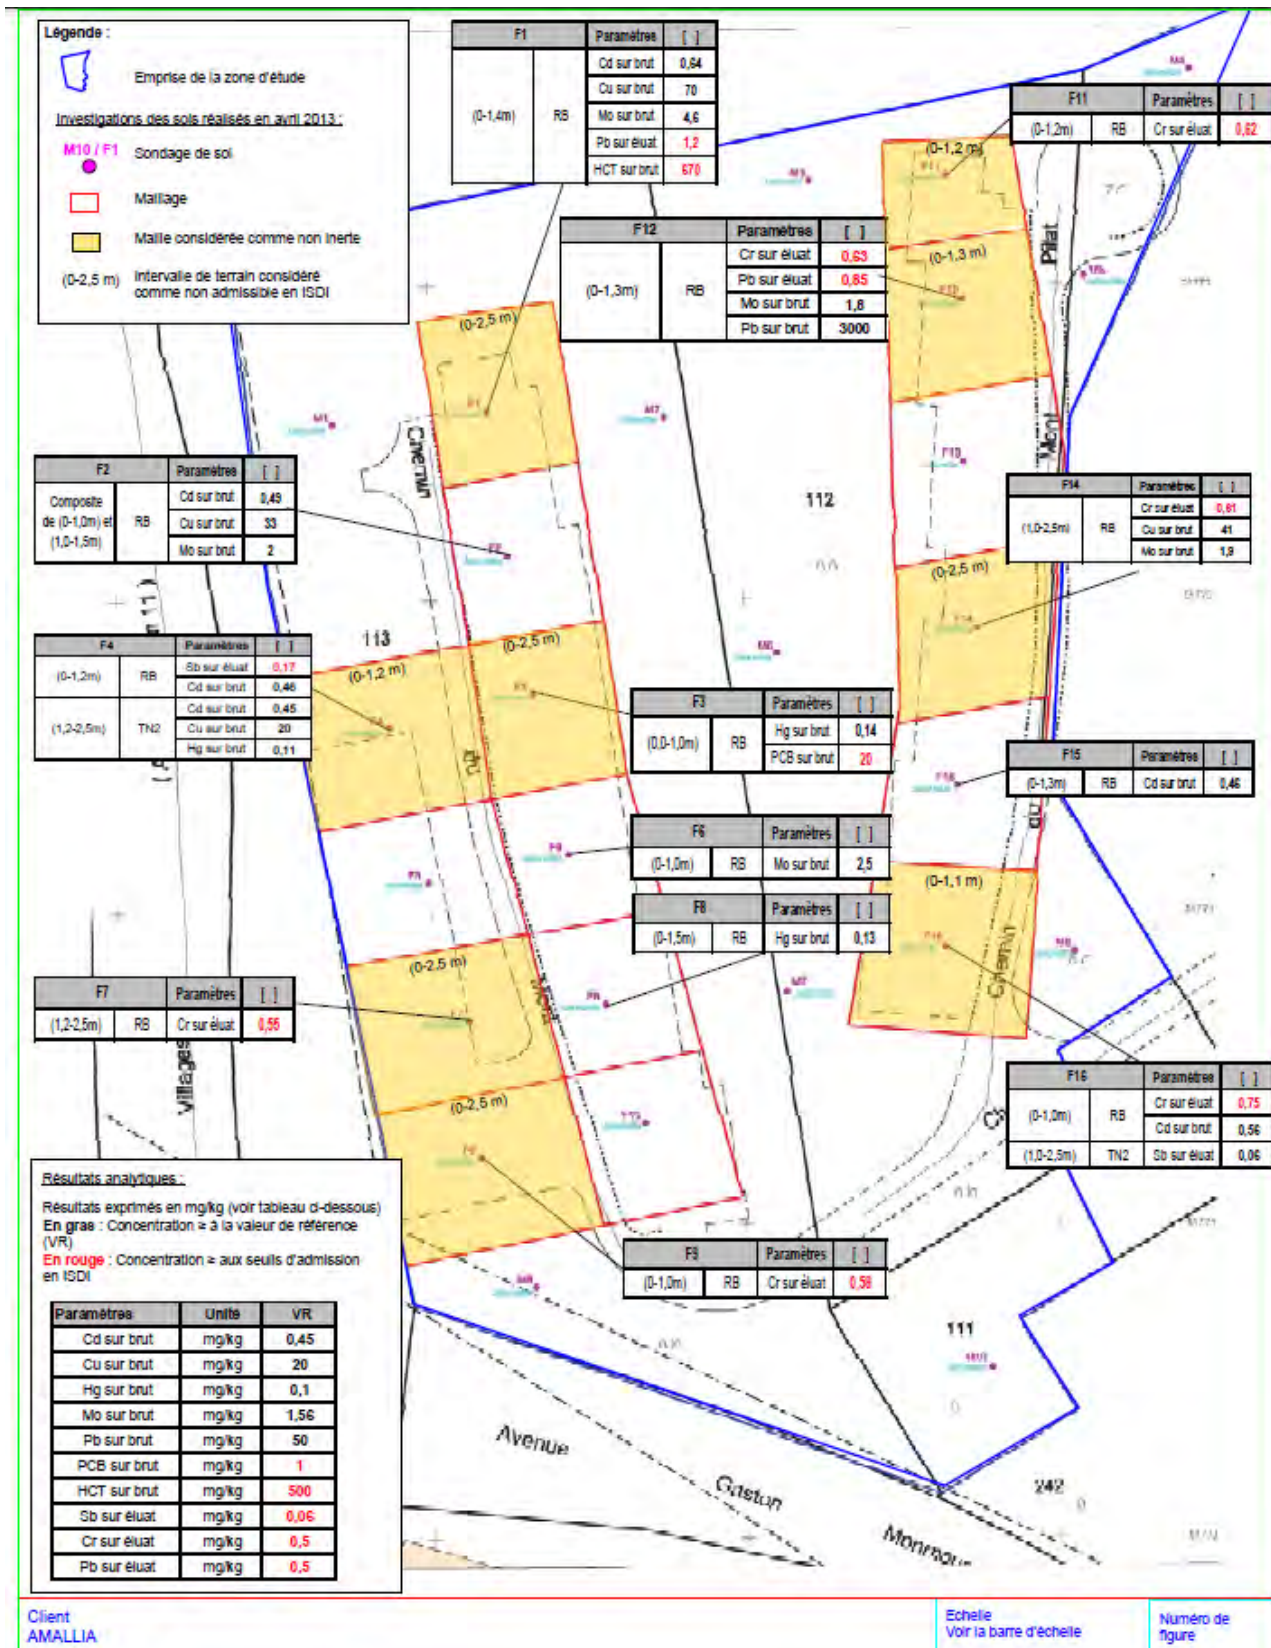 Légende :
Emprise de la zone d'étude
Investigations des sols réalisés en avril 2013 :
M10 / F1 Sondage de sol
Maillage
Maille considérée comme non inerte
(0-2,5 m) Intervalle de terrain considéré
comme non admissible en ISDI
F1 Paramètres [ ]
(0-1,4m) RB Cd sur brut 0,64
Cu sur brut 70
Mo sur brut 4,6
Pb sur éluat 1,2
HCT sur brut 670
F11 Paramètres [ ]
(0-1,2m) RB Cr sur éluat 0,62
F12 Paramètres [ ]
(0-1,3m) RB Cr sur éluat 0,63
Pb sur éluat 0,85
Mo sur brut 1,8
Pb sur brut 3000
F2 Paramètres [ ]
Composite
de (0-1,0m) et
(1,0-1,5m)
RB Cd sur brut 0,49
Cu sur brut 33
Mo sur brut 2
F14 Paramètres [ ]
(1,0-2,5m) RB Cr sur éluat 0,61
Cu sur brut 41
Mo sur brut 1,9
F4 Paramètres [ ]
(0-1,2m) RB Sb sur éluat 0,17
Cd sur brut 0,46
(1,2-2,5m) TN2 Cd sur brut 0,45
Cu sur brut 20
Hg sur brut 0,11
F3 Paramètres [ ]
(0,0-1,0m) RB Hg sur brut 0,14
PCB sur brut 20
F15 Paramètres [ ]
(0-1,3m) RB Cd sur brut 0,46
F6 Paramètres [ ]
(0-1,0m) RB Mo sur brut 2,5
F8 Paramètres [ ]
(0-1,5m) RB Hg sur brut 0,13
F7 Paramètres [ ]
(1,2-2,5m) RB Cr sur éluat 0,55
F16 Paramètres [ ]
(0-1,0m) RB Cr sur éluat 0,75
Cd sur brut 0,56
(1,0-2,5m) TN2 Sb sur éluat 0,06
F9 Paramètres [ ]
(0-1,0m) RB Cr sur éluat 0,58
(0-1,2 m)
(0-1,3 m)
(0-2,5 m)
(0-2,5 m)
(0-2,5 m)
(0-1,2 m)
(0-1,1 m)
(0-2,5 m)
(0-2,5 m)
M7
112
113
111
242
Chemin
du
Mont
Pilat
du
Chemin
Villages
Avenue
Gaston
Résultats analytiques :
Résultats exprimés en mg/kg (voir tableau ci-dessous)
En gras : Concentration ≥ à la valeur de référence
(VR)
En rouge : Concentration ≥ aux seuils d'admission
en ISDI
Paramètres Unité VR
Cd sur brut mg/kg 0,45
Cu sur brut mg/kg 20
Hg sur brut mg/kg 0,1
Mo sur brut mg/kg 1,56
Pb sur brut mg/kg 50
PCB sur brut mg/kg 1
HCT sur brut mg/kg 500
Sb sur éluat mg/kg 0,06
Cr sur éluat mg/kg 0,5
Pb sur éluat mg/kg 0,5
Client
AMALLIA
Echelle
Voir la barre d'échelle
Numéro de
figure